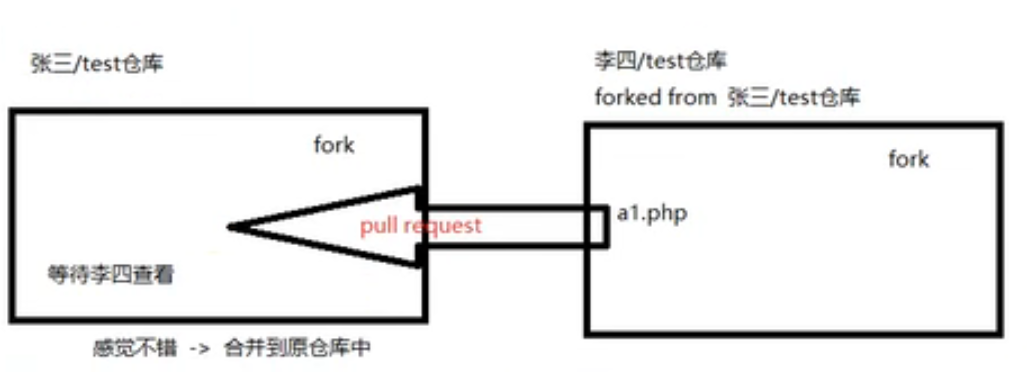 张三/test仓库
fork
pull request
等待李四查看
感觉不错 -> 合并到原仓库中
李四/test仓库
forked from 张三/test仓库
fork
a1.php